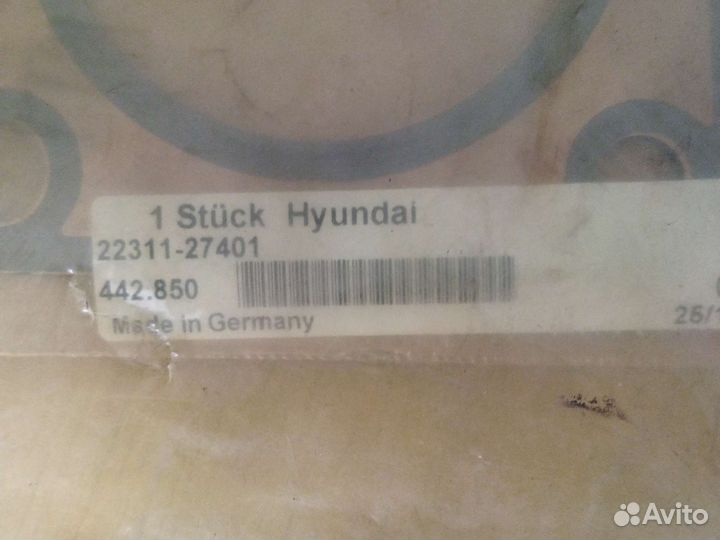 1 Stück Hyundai
22311-27401
442.850
Made in Germany
Avito